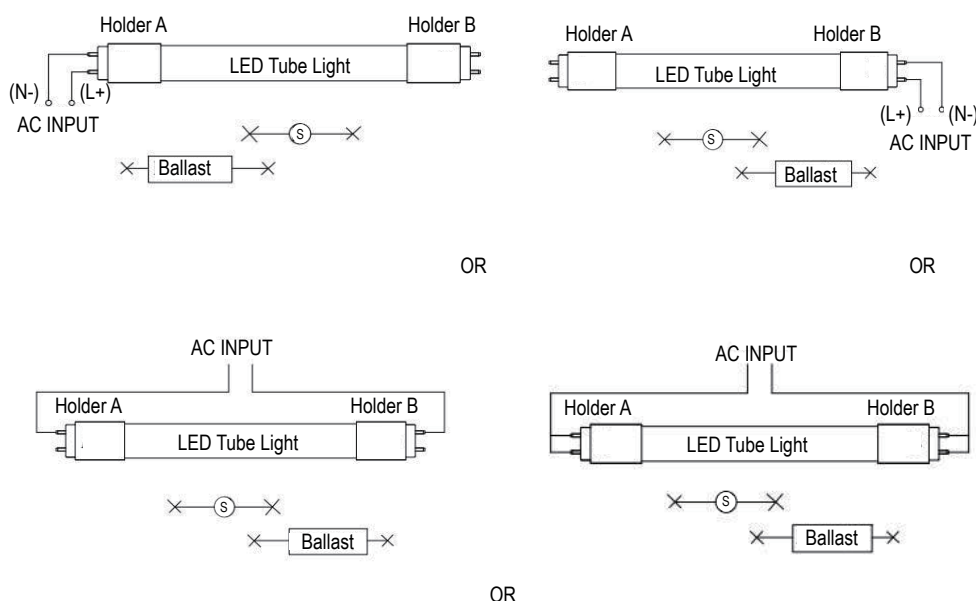 Holder A
Holder B
LED Tube Light
(N-)
(L+)
AC INPUT
S
Ballast
Holder A
Holder B
LED Tube Light
(L+)
(N-)
AC INPUT
S
Ballast
OR
OR
AC INPUT
Holder A
Holder B
LED Tube Light
S
Ballast
AC INPUT
Holder A
Holder B
LED Tube Light
S
Ballast
OR